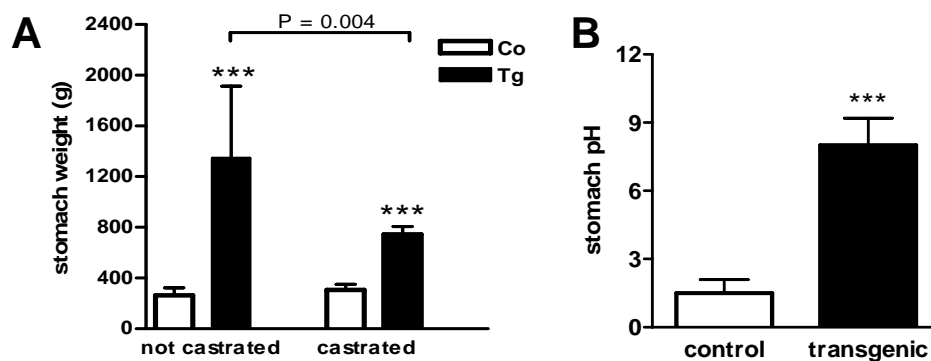 A
stomach weight (g)
2400
2000
1600
1200
800
400
0
P = 0.004
***
***
Co
Tg
not castrated
castrated
B
stomach pH
12
9
6
3
0
***
control
transgenic